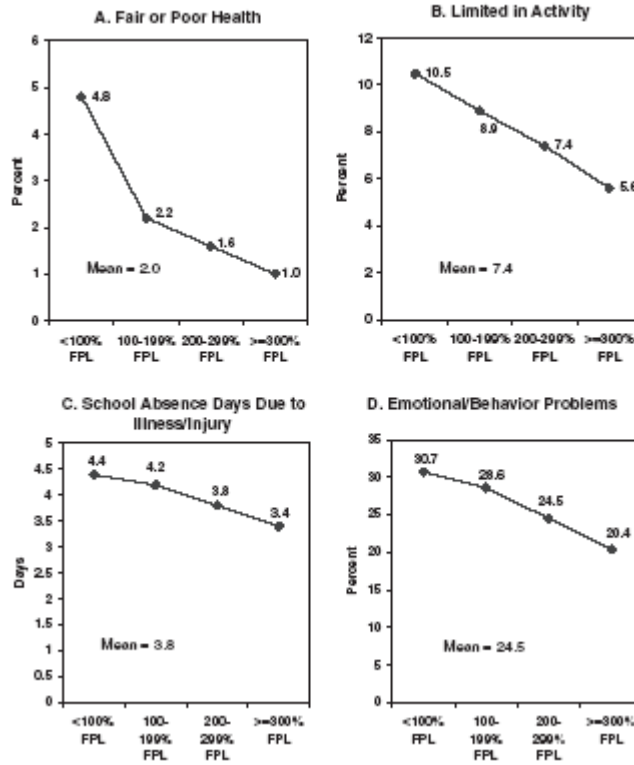 A. Fair or Poor Health
6
5
4
3
2
1
0
Percent
4.8
2.2
1.6
1.0
Mean = 2.0
<100% FPL
100-199% FPL
200-299% FPL
>=300% FPL
B. Limited in Activity
12
10
8
6
4
2
0
Percent
10.5
8.9
7.4
5.6
Mean = 7.4
<100% FPL
100-199% FPL
200-299% FPL
>=300% FPL
C. School Absence Days Due to
Illness/Injury
5
4.5
4
3.5
3
2.5
2
1.5
1
0.5
0
Days
4.4
4.2
3.8
3.4
Mean = 3.8
<100%
FPL
100-
199%
FPL
200-
299%
FPL
>=300%
FPL
D. Emotional/Behavior Problems
35
30
25
20
15
10
5
0
Percent
30.7
28.6
24.5
20.4
Mean = 24.5
<100%
FPL
100-
199%
FPL
200-
299%
FPL
>=300%
FPL